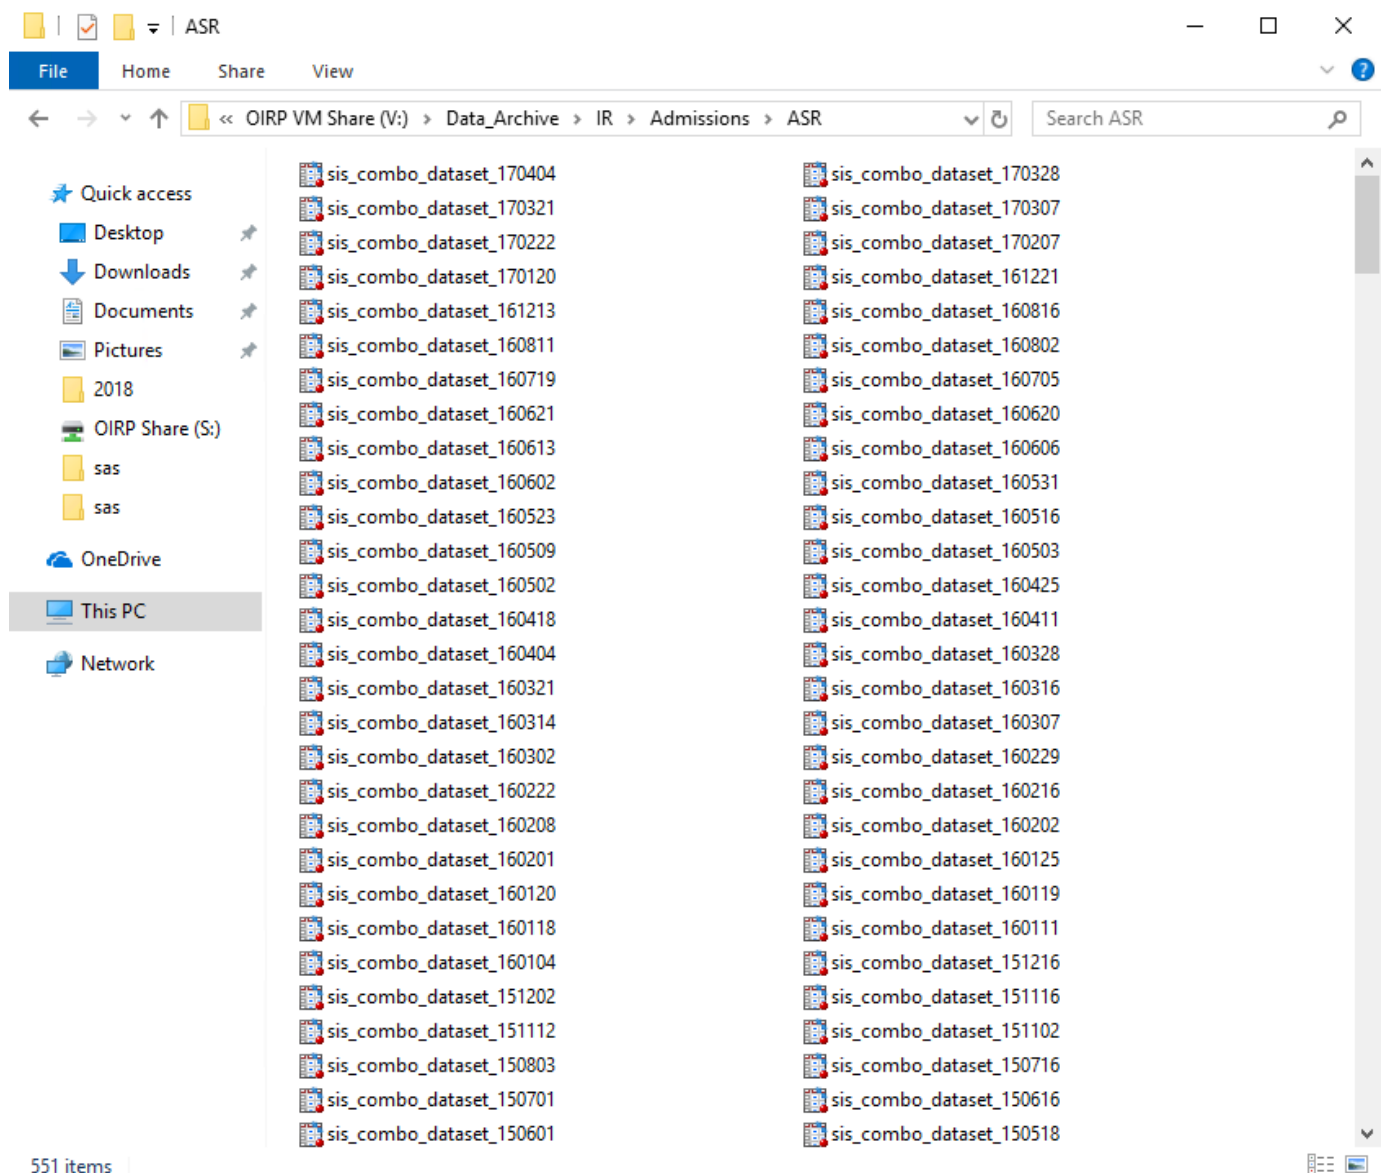 ASR
File Home Share View
« OIRP VM Share (V:) > Data_Archive > IR > Admissions > ASR
Search ASR
Quick access
Desktop
Downloads
Documents
Pictures
2018
OIRP Share (S:)
sas
sas
OneDrive
This PC
Network
sis_combo_dataset_170404 sis_combo_dataset_170328
sis_combo_dataset_170321 sis_combo_dataset_170307
sis_combo_dataset_170222 sis_combo_dataset_170207
sis_combo_dataset_170120 sis_combo_dataset_161221
sis_combo_dataset_161213 sis_combo_dataset_160816
sis_combo_dataset_160811 sis_combo_dataset_160802
sis_combo_dataset_160719 sis_combo_dataset_160705
sis_combo_dataset_160621 sis_combo_dataset_160620
sis_combo_dataset_160613 sis_combo_dataset_160606
sis_combo_dataset_160602 sis_combo_dataset_160531
sis_combo_dataset_160523 sis_combo_dataset_160516
sis_combo_dataset_160509 sis_combo_dataset_160503
sis_combo_dataset_160502 sis_combo_dataset_160425
sis_combo_dataset_160418 sis_combo_dataset_160411
sis_combo_dataset_160404 sis_combo_dataset_160328
sis_combo_dataset_160321 sis_combo_dataset_160316
sis_combo_dataset_160314 sis_combo_dataset_160307
sis_combo_dataset_160302 sis_combo_dataset_160229
sis_combo_dataset_160222 sis_combo_dataset_160216
sis_combo_dataset_160208 sis_combo_dataset_160202
sis_combo_dataset_160201 sis_combo_dataset_160125
sis_combo_dataset_160120 sis_combo_dataset_160119
sis_combo_dataset_160118 sis_combo_dataset_160111
sis_combo_dataset_160104 sis_combo_dataset_151216
sis_combo_dataset_151202 sis_combo_dataset_151116
sis_combo_dataset_151112 sis_combo_dataset_151102
sis_combo_dataset_150803 sis_combo_dataset_150716
sis_combo_dataset_150701 sis_combo_dataset_150616
sis_combo_dataset_150601 sis_combo_dataset_150518
551 items